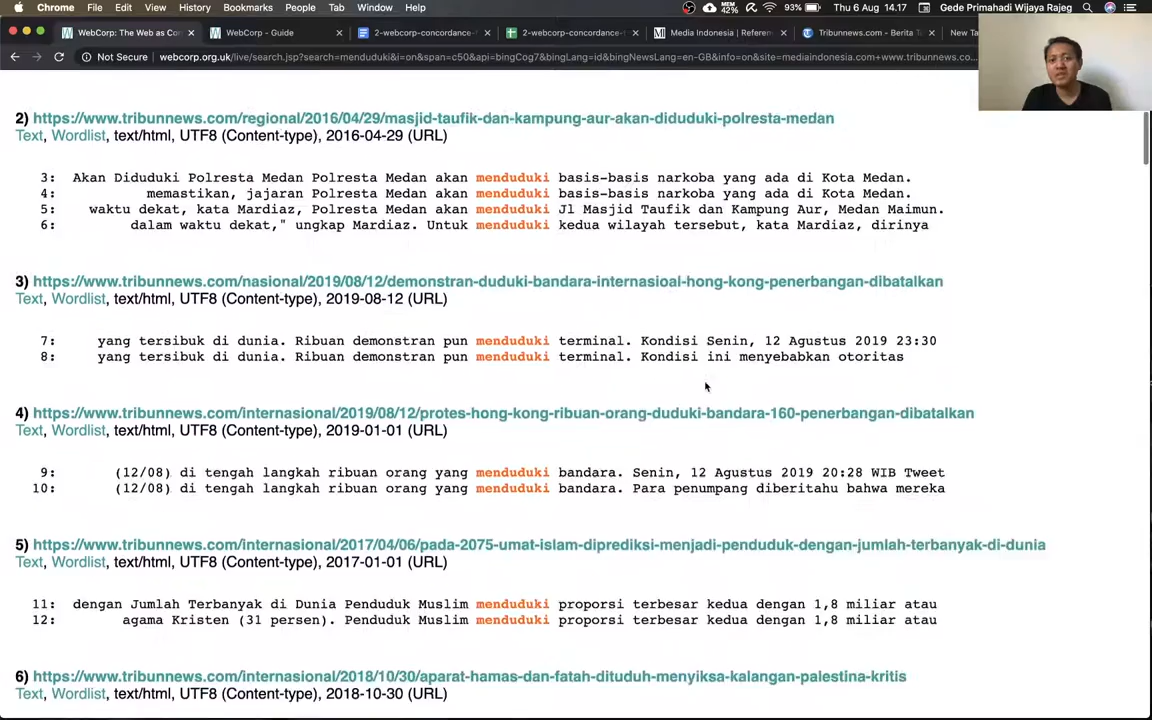 Chrome File Edit View History Bookmarks People Tab Window Help MEM 42% 93% Thu 6 Aug 14.17 Gede Primahadi Wijaya Rajeg
WebCorp: The Web as Cor WebCorp - Guide 2-webcorp-concordance- 2-webcorp-concordance- Media Indonesia | Referen Tribunnews.com - Berita Ta New Ta
Not Secure | webcorp.org.uk/live/search.jsp?search=menduduki&i=on&span=c50&api=bingCog7&bingLang=id&bingNewsLang=en-GB&info=on&site=mediaindonesia.com+www.tribunnews.co...
2) https://www.tribunnews.com/regional/2016/04/29/masjid-taufik-dan-kampung-aur-akan-diduduki-polresta-medan
Text, Wordlist, text/html, UTF8 (Content-type), 2016-04-29 (URL)
3: Akan Diduduki Polresta Medan Polresta Medan akan menduduki basis-basis narkoba yang ada di Kota Medan.
4: memastikan, jajaran Polresta Medan akan menduduki basis-basis narkoba yang ada di Kota Medan.
5: waktu dekat, kata Mardiaz, Polresta Medan akan menduduki Jl Masjid Taufik dan Kampung Aur, Medan Maimun.
6: dalam waktu dekat," ungkap Mardiaz. Untuk menduduki kedua wilayah tersebut, kata Mardiaz, dirinya
3) https://www.tribunnews.com/nasional/2019/08/12/demonstran-duduki-bandara-internasioal-hong-kong-penerbangan-dibatalkan
Text, Wordlist, text/html, UTF8 (Content-type), 2019-08-12 (URL)
7: yang tersibuk di dunia. Ribuan demonstran pun menduduki terminal. Kondisi Senin, 12 Agustus 2019 23:30
8: yang tersibuk di dunia. Ribuan demonstran pun menduduki terminal. Kondisi ini menyebabkan otoritas
4) https://www.tribunnews.com/internasional/2019/08/12/protes-hong-kong-ribuan-orang-duduki-bandara-160-penerbangan-dibatalkan
Text, Wordlist, text/html, UTF8 (Content-type), 2019-01-01 (URL)
9: (12/08) di tengah langkah ribuan orang yang menduduki bandara. Senin, 12 Agustus 2019 20:28 WIB Tweet
10: (12/08) di tengah langkah ribuan orang yang menduduki bandara. Para penumpang diberitahu bahwa mereka
5) https://www.tribunnews.com/internasional/2017/04/06/pada-2075-umat-islam-diprediksi-menjadi-penduduk-dengan-jumlah-terbanyak-di-dunia
Text, Wordlist, text/html, UTF8 (Content-type), 2017-01-01 (URL)
11: dengan Jumlah Terbanyak di Dunia Penduduk Muslim menduduki proporsi terbesar kedua dengan 1,8 miliar atau
12: agama Kristen (31 persen). Penduduk Muslim menduduki proporsi terbesar kedua dengan 1,8 miliar atau
6) https://www.tribunnews.com/internasional/2018/10/30/aparat-hamas-dan-fatah-dituduh-menyiksa-kalangan-palestina-kritis
Text, Wordlist, text/html, UTF8 (Content-type), 2018-10-30 (URL)